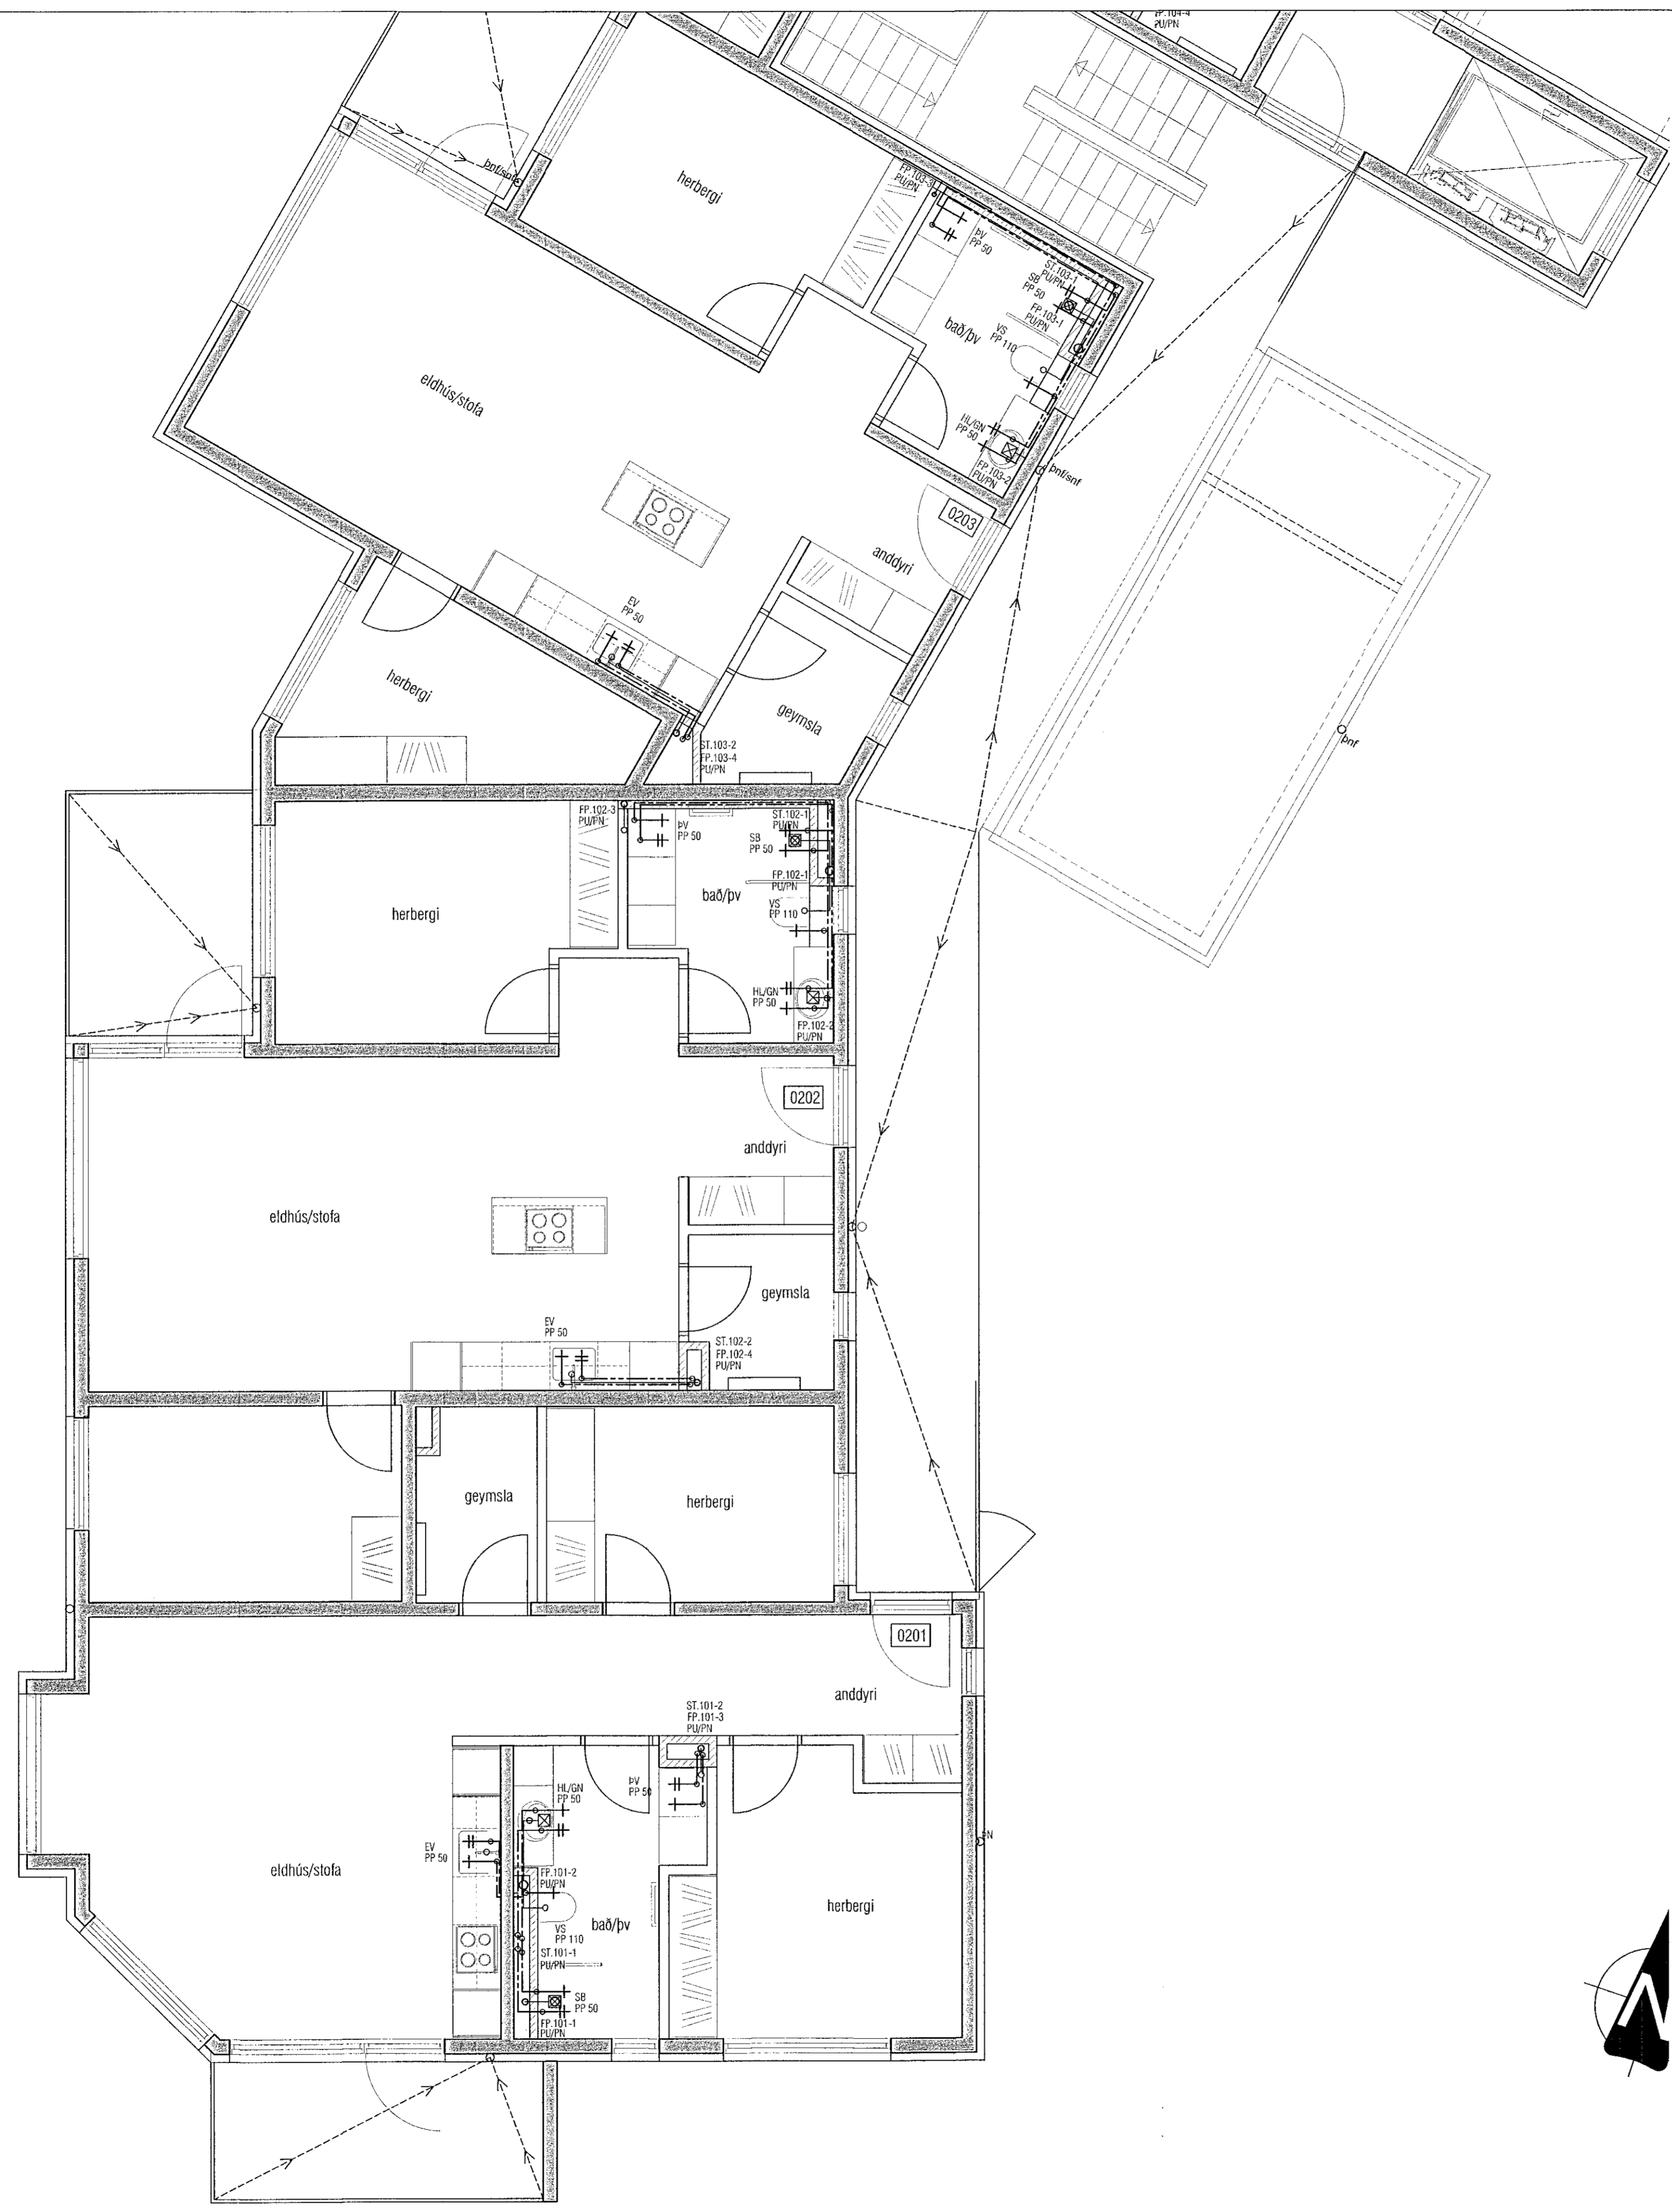 FP.104-4
PU/PN
þnf/snf
herbergi
FP.103-3
PU/PN
ÞV
PP 50
ST.103-1
PU/PN
SB
PP 50
FP.103-1
PU/PN
VS
PP 110
bað/þv
HL/GN
PP 50
FP.103-2
PU/PN
þnf/snf
eldhús/stofa
0203
anddyri
EV
PP 50
herbergi
geymsla
þnf
ST.103-2
FP.103-4
PU/PN
FP.102-3
PU/PN
ÞV
PP 50
ST.102-1
PU/PN
SB
PP 50
FP.102-1
PU/PN
bað/þv
VS
PP 110
herbergi
HL/GN
PP 50
FP.102-2
PU/PN
0202
anddyri
eldhús/stofa
geymsla
EV
PP 50
ST.102-2
FP.102-4
PU/PN
geymsla
herbergi
0201
anddyri
ST.101-2
FP.101-3
PU/PN
HL/GN
PP 50
ÞV
PP 50
EV
PP 50
ÞN
eldhús/stofa
FP.101-2
PU/PN
herbergi
VS
PP 110
bað/þv
ST.101-1
PU/PN
SB
PP 50
FP.101-1
PU/PN